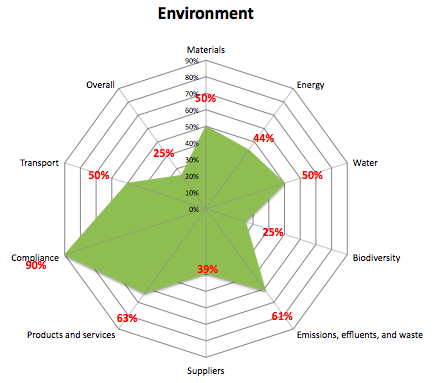 Environment
Materials
90%
80%
70%
60%
50%
40%
30%
20%
10%
0%
50%
Energy
44%
Water
50%
Biodiversity
25%
Emissions, effluents, and waste
61%
Suppliers
39%
Products and services
63%
Compliance
90%
Transport
50%
Overall
25%